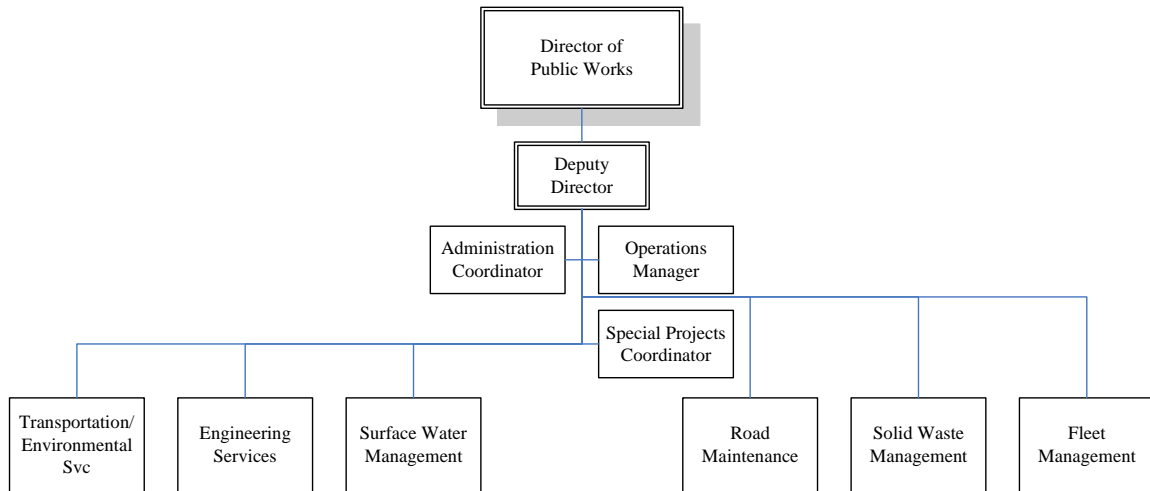 Director of
Public Works
Deputy
Director
Administration
Coordinator
Operations
Manager
Special Projects
Coordinator
Transportation/
Environmental
Svc
Engineering
Services
Surface Water
Management
Road
Maintenance
Solid Waste
Management
Fleet
Management